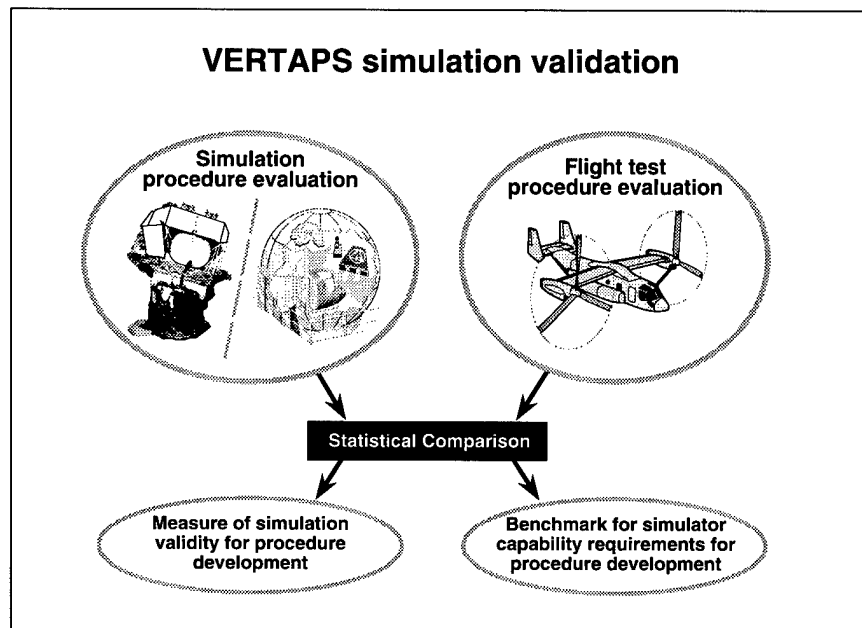 VERTAPS simulation validation
Simulation
procedure evaluation
Flight test
procedure evaluation
Statistical Comparison
Measure of simulation
validity for procedure
development
Benchmark for simulator
capability requirements for
procedure development